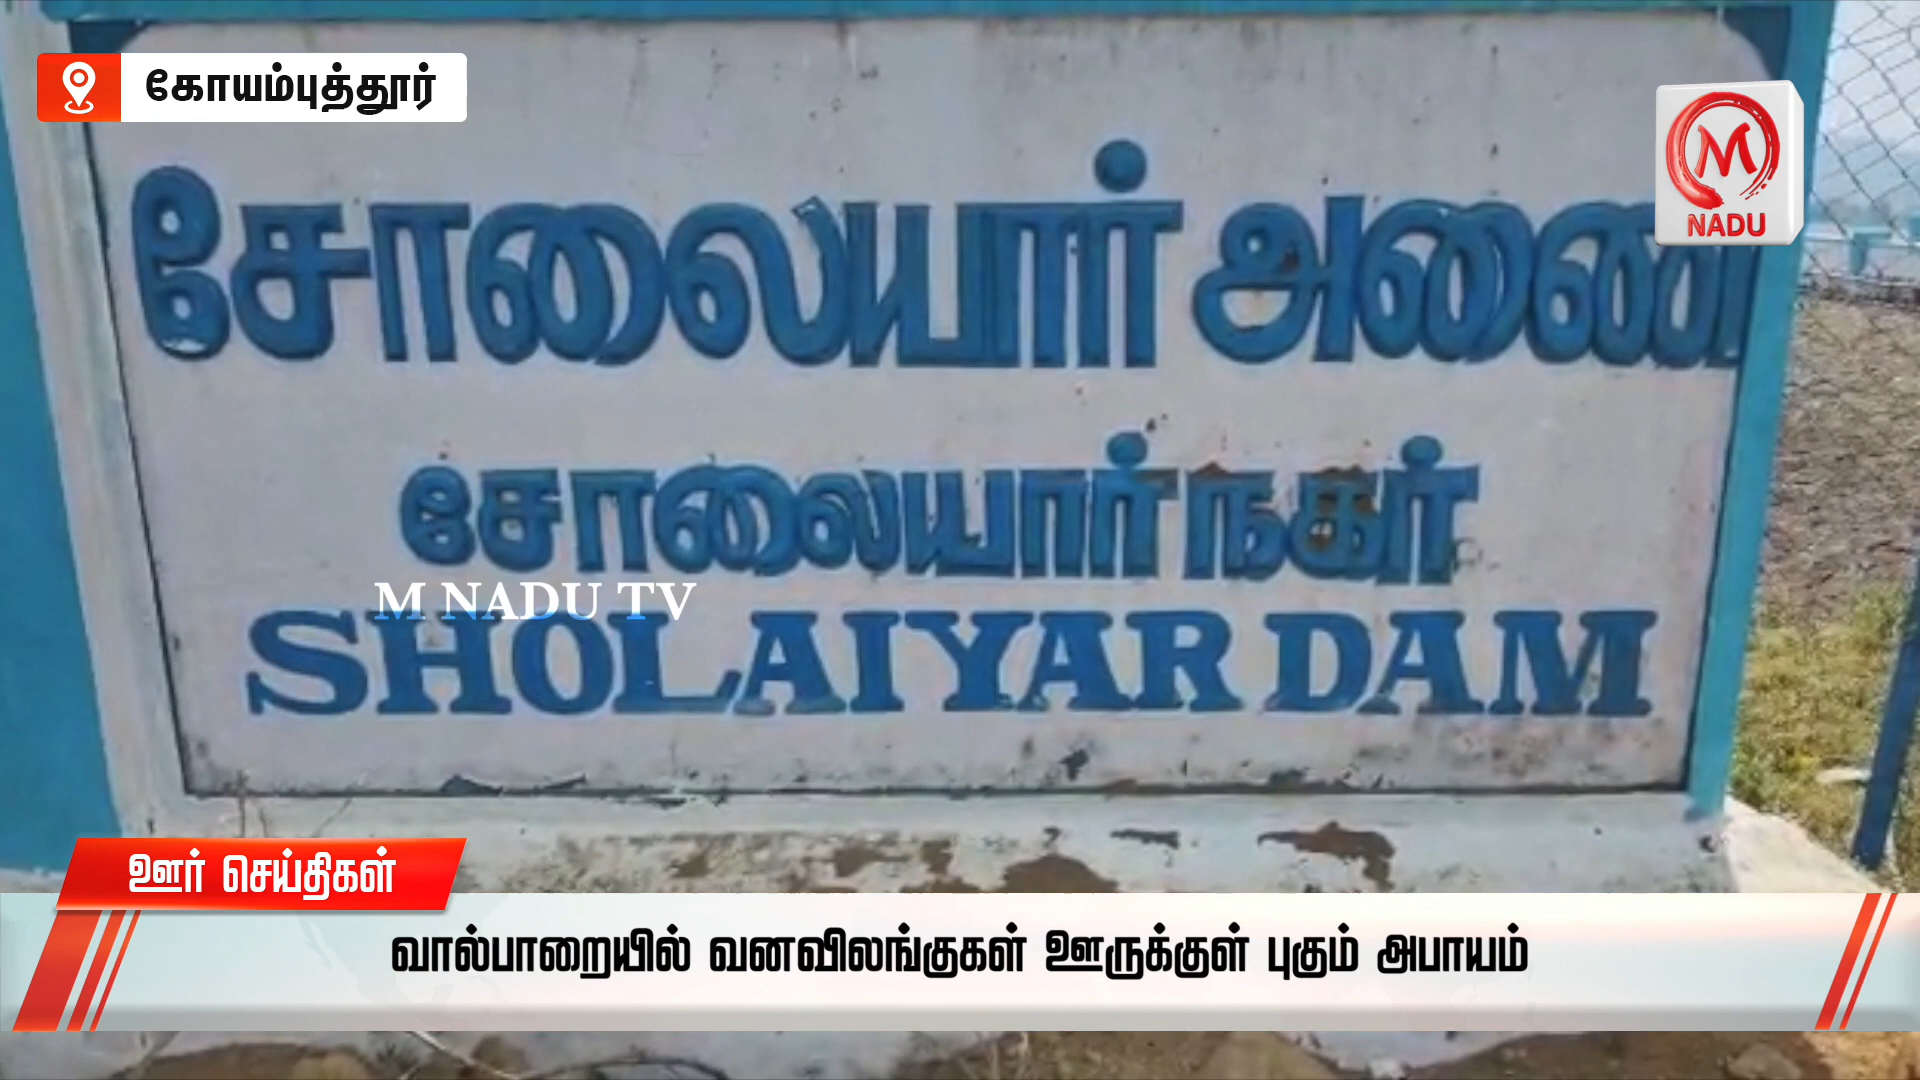 கோயம்புத்தூர்
M
NADU
சோலையார் அணை
சோலையார் நகர்
M NADU TV
SHOLAIYAR DAM
ஊர் செய்திகள்
வால்பாறையில் வனவிலங்குகள் ஊருக்குள் புகும் அபாயம்